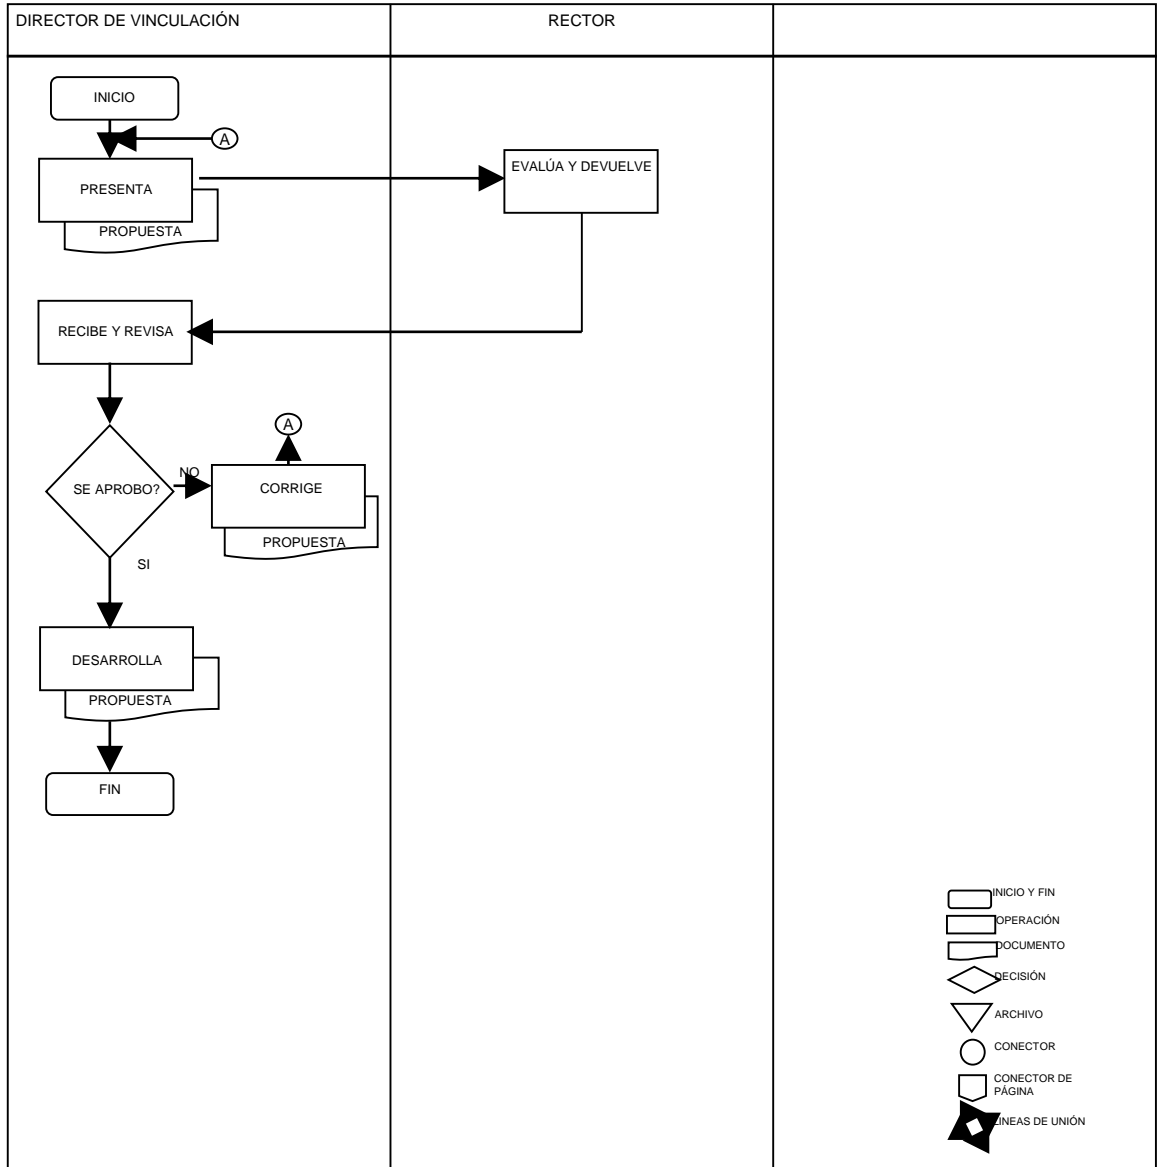 DIRECTOR DE VINCULACIÓN
RECTOR
INICIO
A
PRESENTA
PROPUESTA
EVALÚA Y DEVUELVE
RECIBE Y REVISA
A
SE APROBO?
NO
CORRIGE
PROPUESTA
SI
DESARROLLA
PROPUESTA
FIN
INICIO Y FIN
OPERACIÓN
DOCUMENTO
DECISIÓN
ARCHIVO
CONECTOR
CONECTOR DE
PÁGINA
LINEAS DE UNIÓN